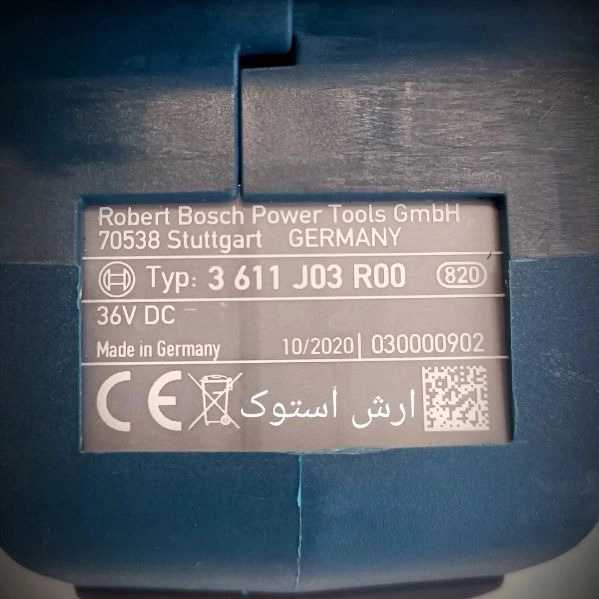 Robert Bosch Power Tools GmbH
70538 Stuttgart GERMANY
Typ: 3 611 J03 R00 820
36V DC
Made in Germany 10/2020 | 030000902
CE ارش استوک